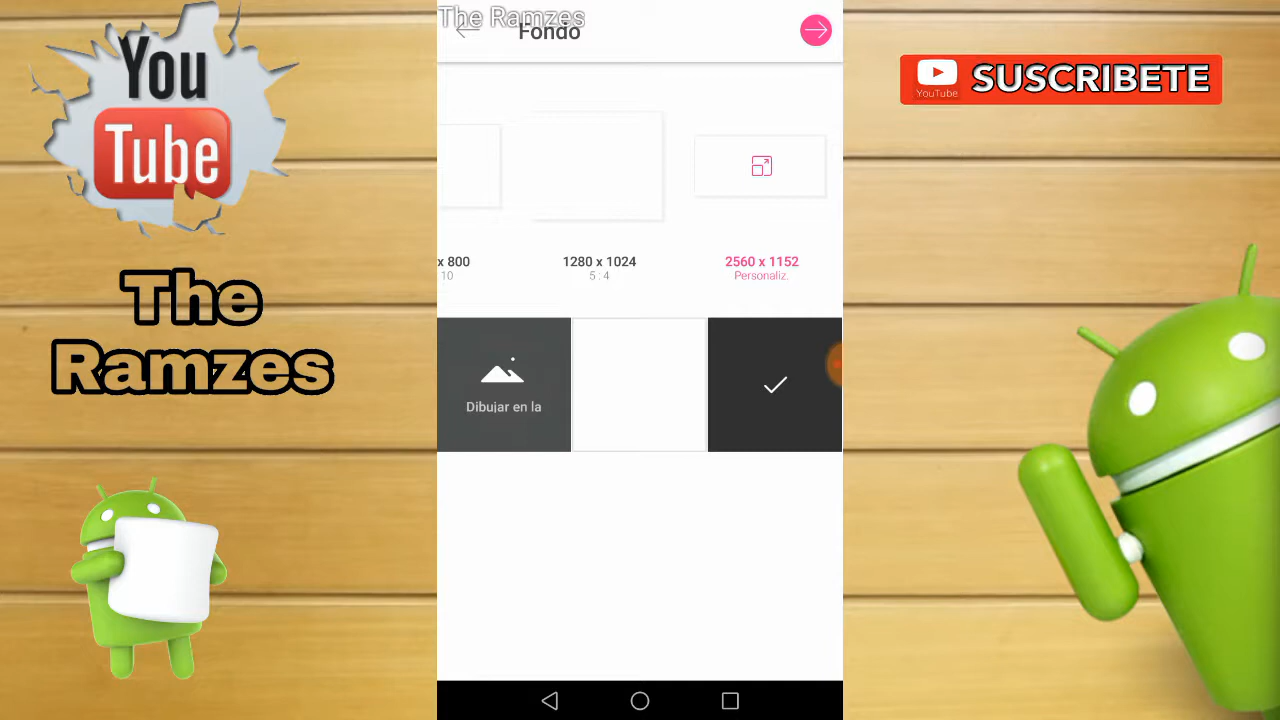 You
Tube
The
Ramzes
The Ramzes
Fondo
x 800
10
1280 x 1024
5 : 4
2560 x 1152
Personaliz.
Dibujar en la
YouTube
SUSCRIBETE